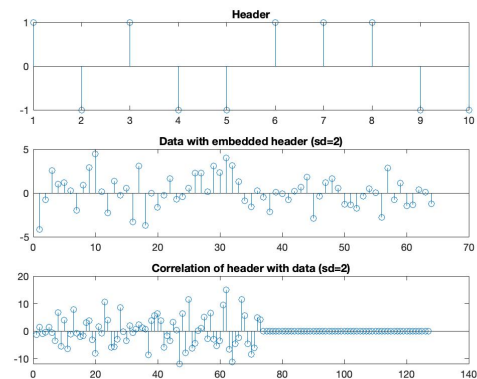 Header
1
0
-1
1 2 3 4 5 6 7 8 9 10
Data with embedded header (sd=2)
5
0
-5
0 10 20 30 40 50 60 70
Correlation of header with data (sd=2)
20
10
0
-10
0 20 40 60 80 100 120 140